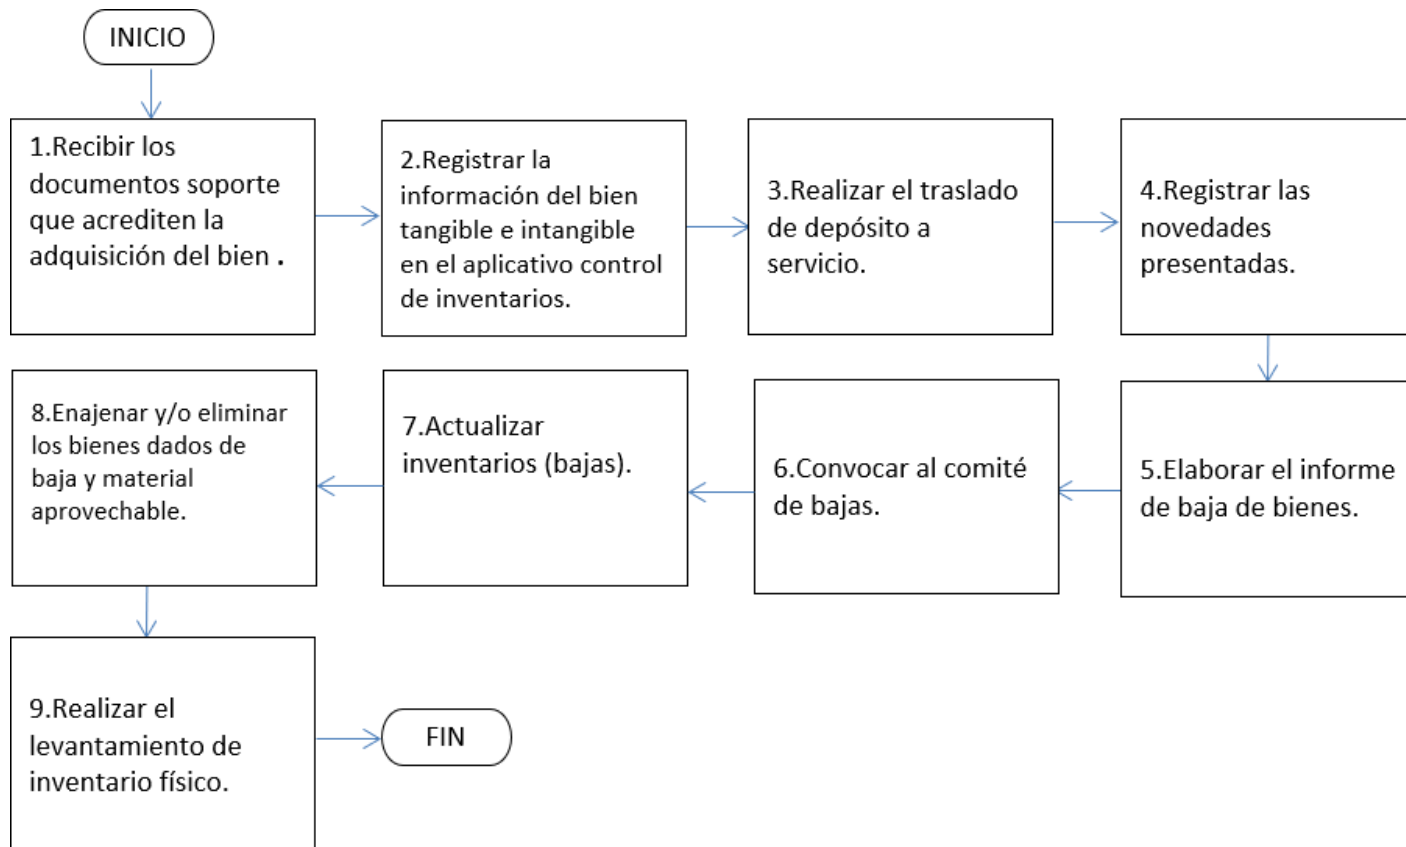 INICIO
1.Recibir los
documentos soporte
que acrediten la
adquisición del bien .
2.Registrar la
información del bien
tangible e intangible
en el aplicativo control
de inventarios.
3.Realizar el traslado
de depósito a
servicio.
4.Registrar las
novedades
presentadas.
5.Elaborar el informe
de baja de bienes.
6.Convocar al comité
de bajas.
7.Actualizar
inventarios (bajas).
8.Enajenar y/o eliminar
los bienes dados de
baja y material
aprovechable.
9.Realizar el
levantamiento de
inventario físico.
FIN